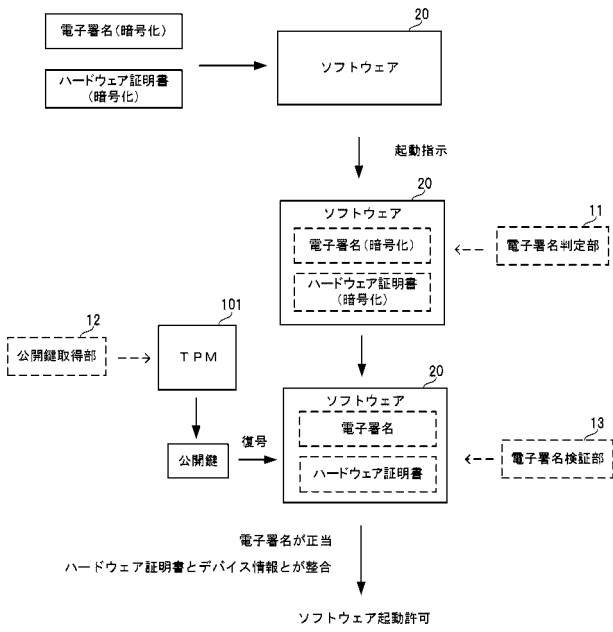 電子署名(暗号化)
ハードウェア証明書
(暗号化)
20
ソフトウェア
起動指示
20
ソフトウェア
電子署名(暗号化)
ハードウェア証明書
(暗号化)
11
電子署名判定部
12
公開鍵取得部
101
TPM
公開鍵
復号
20
ソフトウェア
電子署名
ハードウェア証明書
13
電子署名検証部
電子署名が正当
ハードウェア証明書とデバイス情報とが整合
ソフトウェア起動許可